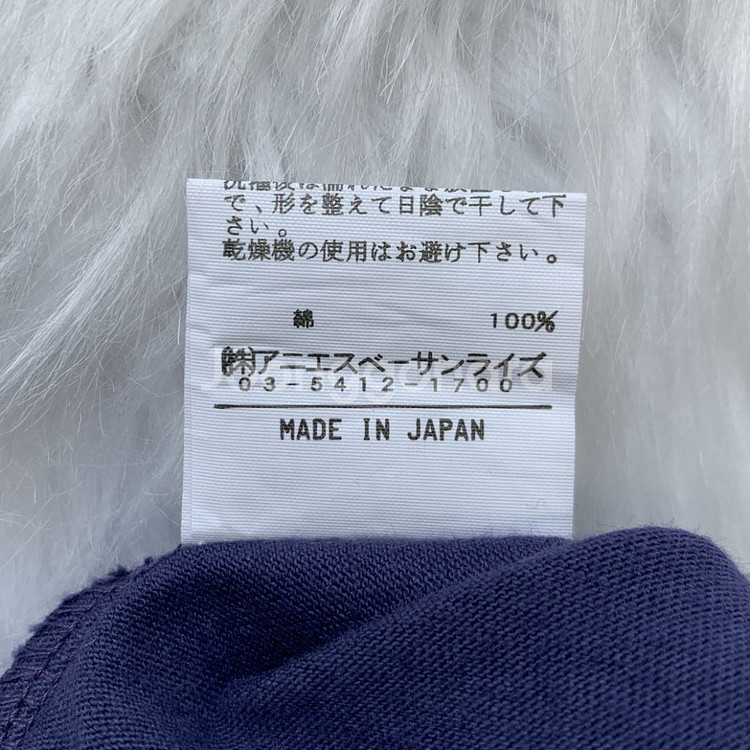 で、形を整えて日陰で干して下
さい。
乾燥機の使用はお避け下さい。
綿 100%
㈱アニエスベーサンライズ
03-5412-1700
MADE IN JAPAN